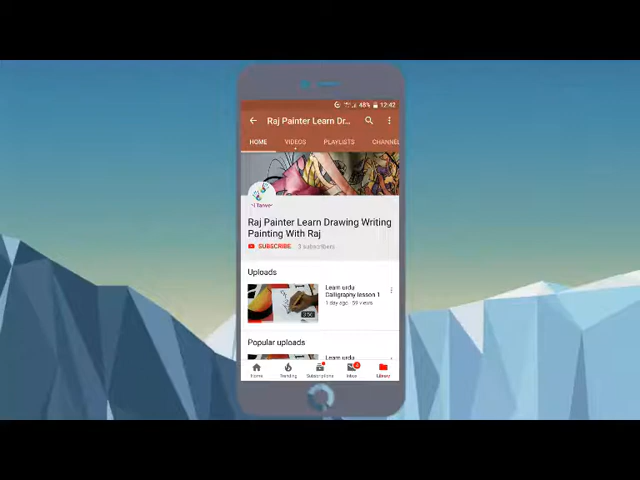 48% 12:42
Raj Painter Learn Dr...
HOME VIDEOS PLAYLISTS CHANNEL
Raj Painter Learn Drawing Writing
Painting With Raj
SUBSCRIBE 3 subscribers
Uploads
Learn urdu
Calligraphy lesson 1
1 day ago · 59 views
Popular uploads
Learn urdu
Home Trending Subscriptions Inbox Library